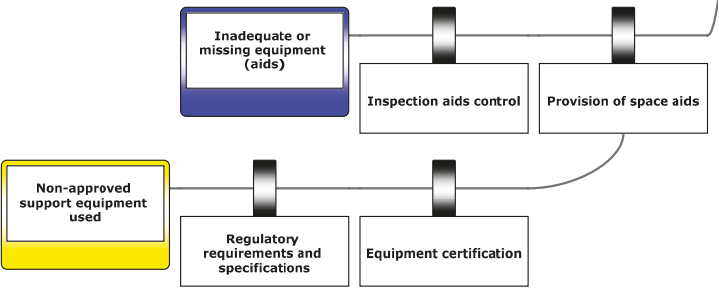 Inadequate or
missing equipment
(aids)
Inspection aids control
Provision of space aids
Non-approved
support equipment
used
Regulatory
requirements and
specifications
Equipment certification